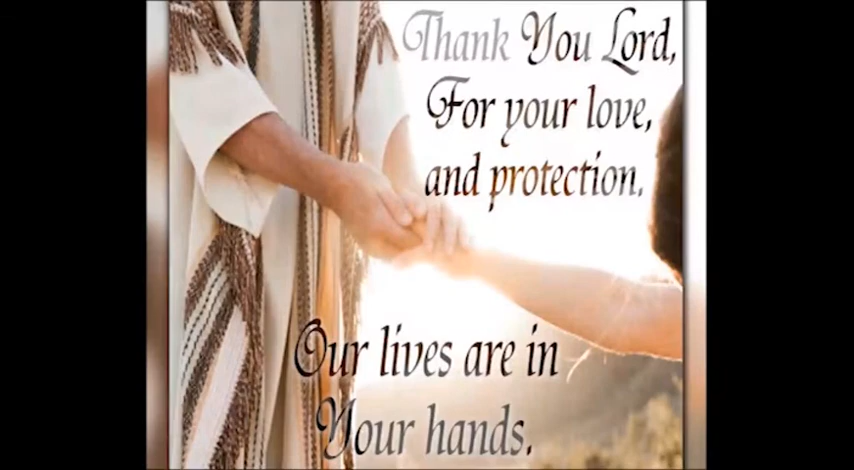 Thank You Lord,
For your love,
and protection.
Our lives are in
Your hands.